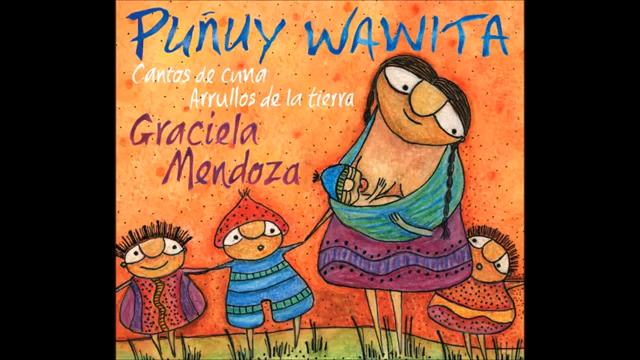 Puñuy wawita
Cantos de cuna
Arrullos de la tierra
Graciela
Mendoza